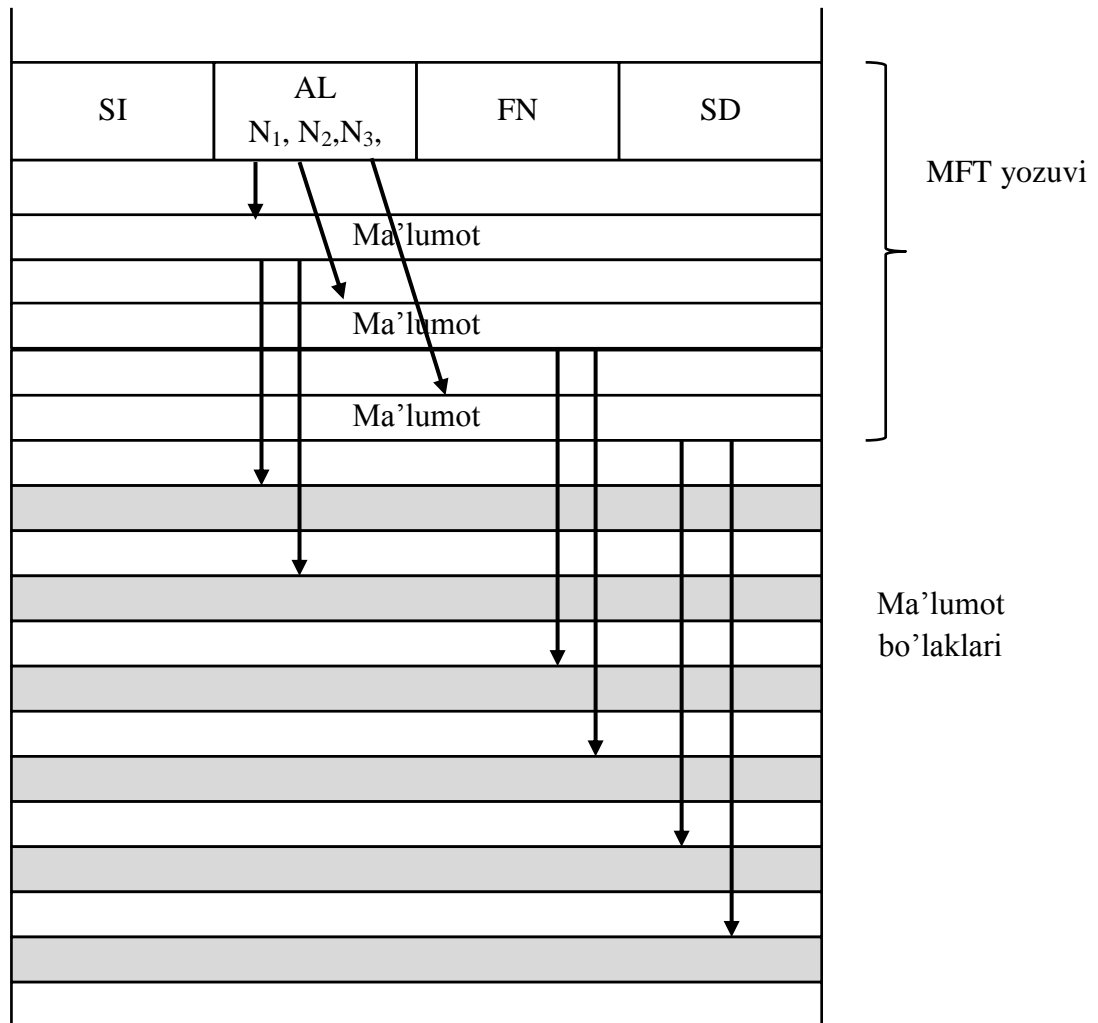 SI
AL
N₁, N₂,N₃,
FN
SD
MFT yozuvi
Ma’lumot
Ma’lumot
Ma’lumot
Ma’lumot
bo’laklari